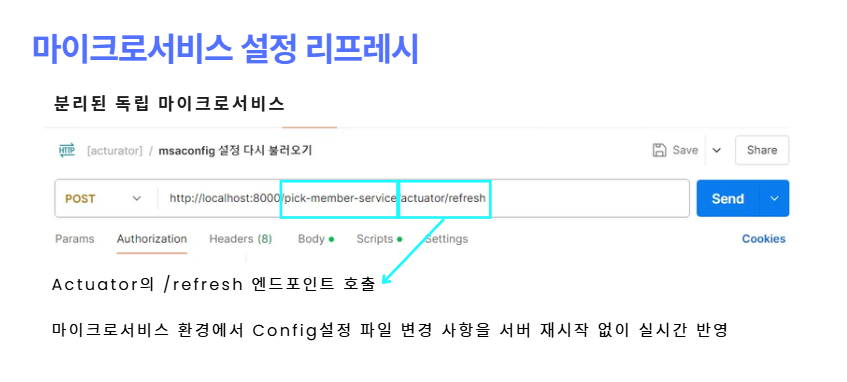 마이크로서비스 설정 리프레시
분리된 독립 마이크로서비스
HTTP [acturator] / msaconfig 설정 다시 불러오기 Save Share
POST http://localhost:8000/pick-member-service/actuator/refresh Send
Params Authorization Headers (8) Body Scripts Settings Cookies
Actuator의 /refresh 엔드포인트 호출
마이크로서비스 환경에서 Config설정 파일 변경 사항을 서버 재시작 없이 실시간 반영